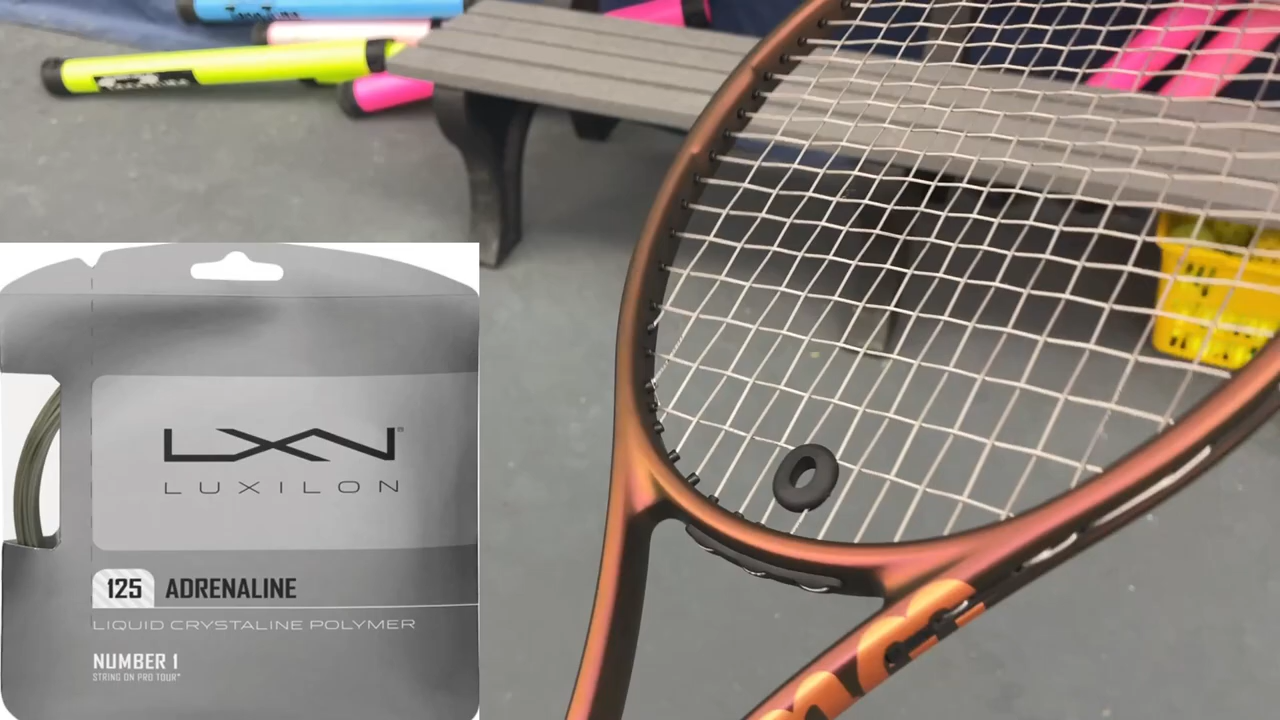 LXN®
LUXILON
125 ADRENALINE
LIQUID CRYSTALINE POLYMER
NUMBER 1
STRING ON PRO TOUR*